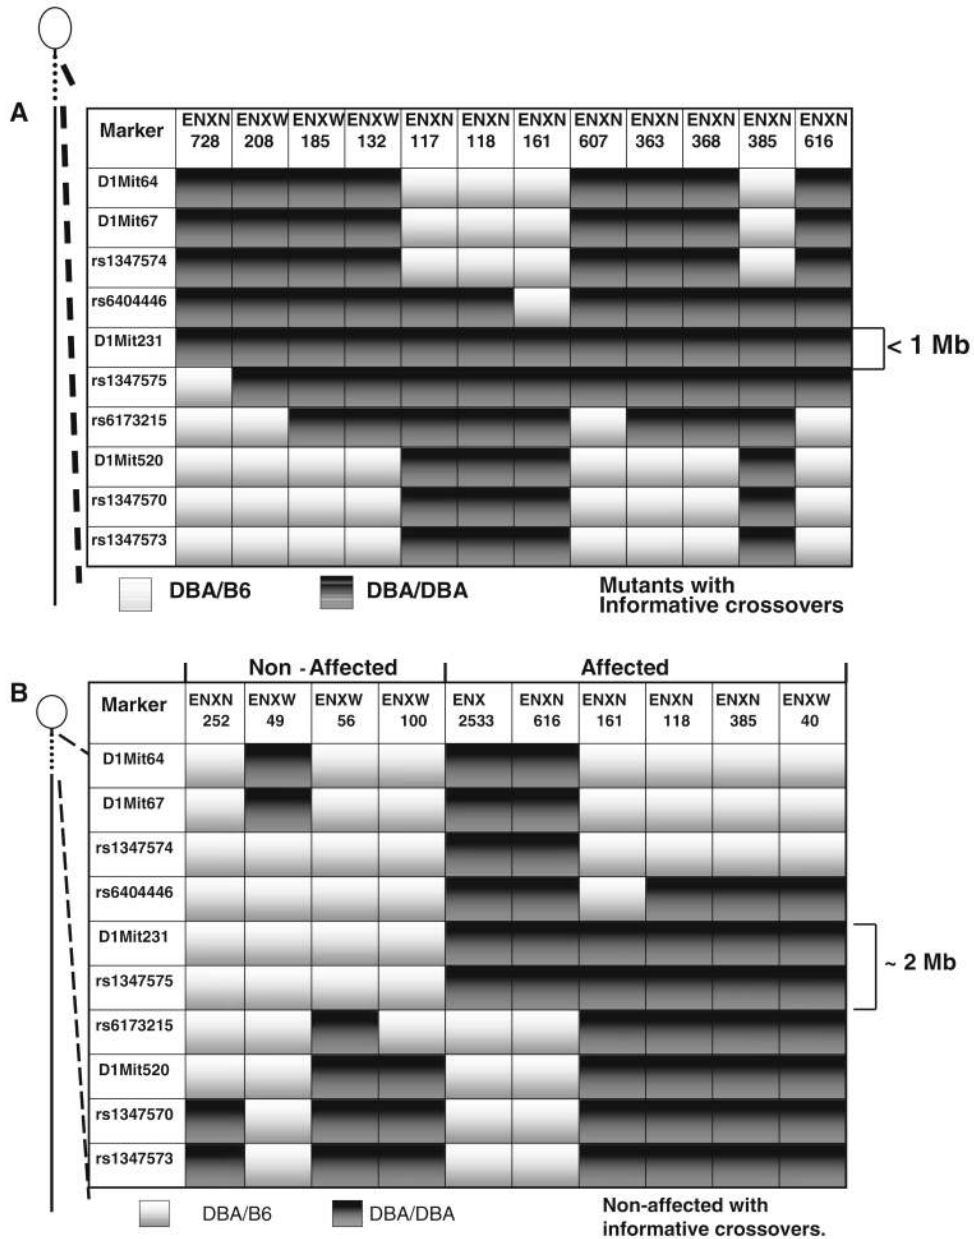 A
Marker ENXN 728 ENXW 208 ENXW 185 ENXW 132 ENXN 117 ENXN 118 ENXN 161 ENXN 607 ENXN 363 ENXN 368 ENXN 385 ENXN 616
D1Mit64
D1Mit67
rs1347574
rs6404446
D1Mit231
< 1 Mb
rs1347575
rs6173215
D1Mit520
rs1347570
rs1347573
DBA/B6 DBA/DBA Mutants with
Informative crossovers
B
Non - Affected Affected
Marker ENXN 252 ENXW 49 ENXW 56 ENXW 100 ENX 2533 ENXN 616 ENXN 161 ENXN 118 ENXN 385 ENXW 40
D1Mit64
D1Mit67
rs1347574
rs6404446
D1Mit231
~ 2 Mb
rs1347575
rs6173215
D1Mit520
rs1347570
rs1347573
DBA/B6 DBA/DBA Non-affected with
informative crossovers.